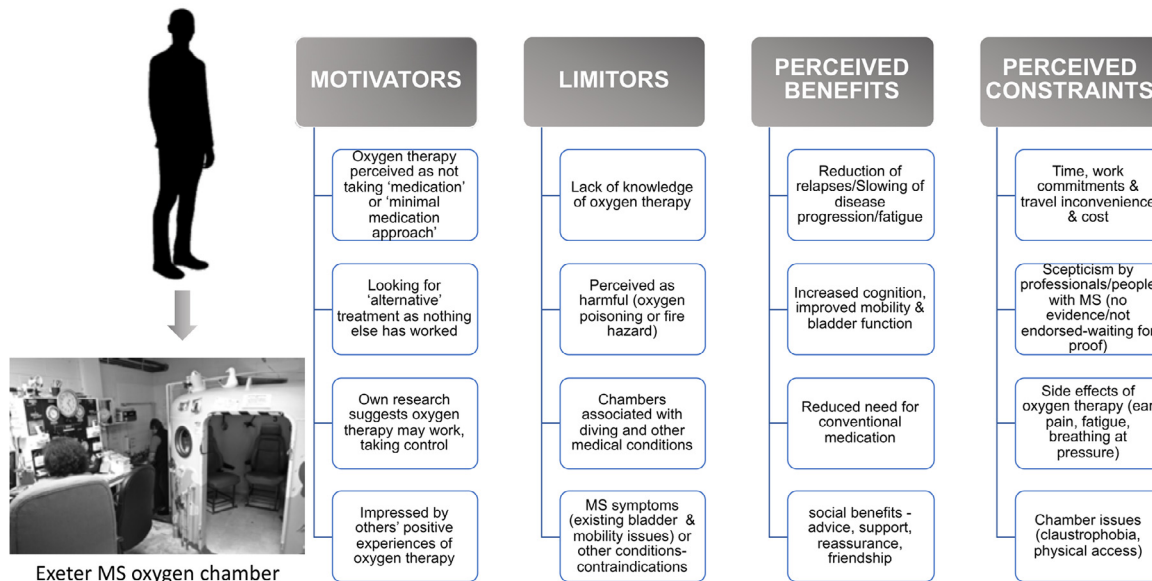 MOTIVATORS
Oxygen therapy
perceived as not
taking ‘medication’
or ‘minimal
medication
approach’
Looking for
‘alternative’
treatment as nothing
else has worked
Own research
suggests oxygen
therapy may work,
taking control
Impressed by
others’ positive
experiences of
oxygen therapy
LIMITORS
Lack of knowledge
of oxygen therapy
Perceived as
harmful (oxygen
poisoning or fire
hazard)
Chambers
associated with
diving and other
medical conditions
MS symptoms
(existing bladder &
mobility issues) or
other conditions-
contraindications
PERCEIVED
BENEFITS
Reduction of
relapses/Slowing of
disease
progression/fatigue
Increased cognition,
improved mobility &
bladder function
Reduced need for
conventional
medication
social benefits -
advice, support,
reassurance,
friendship
PERCEIVED
CONSTRAINTS
Time, work
commitments &
travel inconvenience
& cost
Scepticism by
professionals/people
with MS (no
evidence/not
endorsed-waiting for
proof)
Side effects of
oxygen therapy (ear
pain, fatigue,
breathing at
pressure)
Chamber issues
(claustrophobia,
physical access)
Exeter MS oxygen chamber